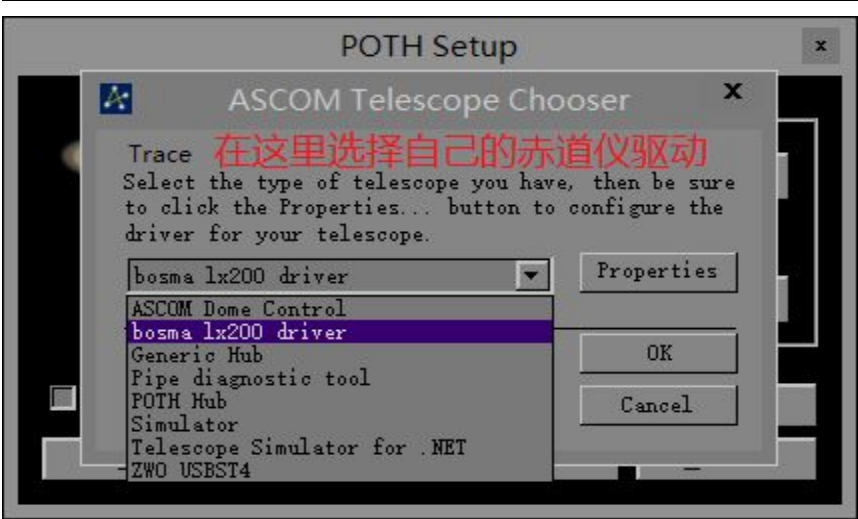 POTH Setup
x
ASCOM Telescope Chooser
X
Trace 在这里选择自己的赤道仪驱动
Select the type of telescope you have, then be sure
to click the Properties... button to configure the
driver for your telescope.
bosma lx200 driver
Properties
ASCOM Dome Control
bosma lx200 driver
Generic Hub
Pipe diagnostic tool
POTH Hub
Simulator
Telescope Simulator for .NET
ZWO USBST4
OK
Cancel